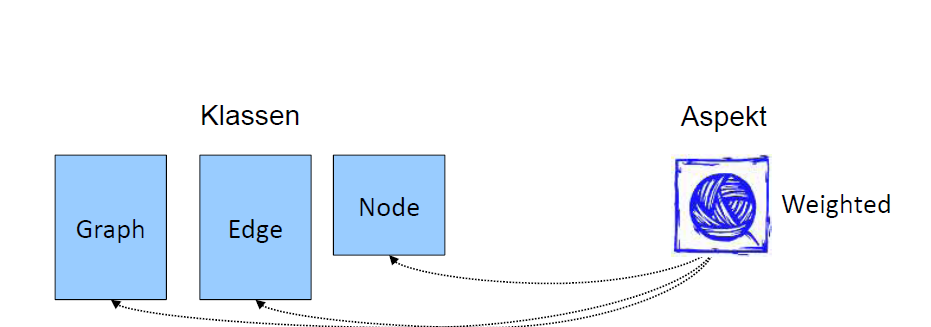 Klassen
Aspekt
Graph
Edge
Node
Weighted